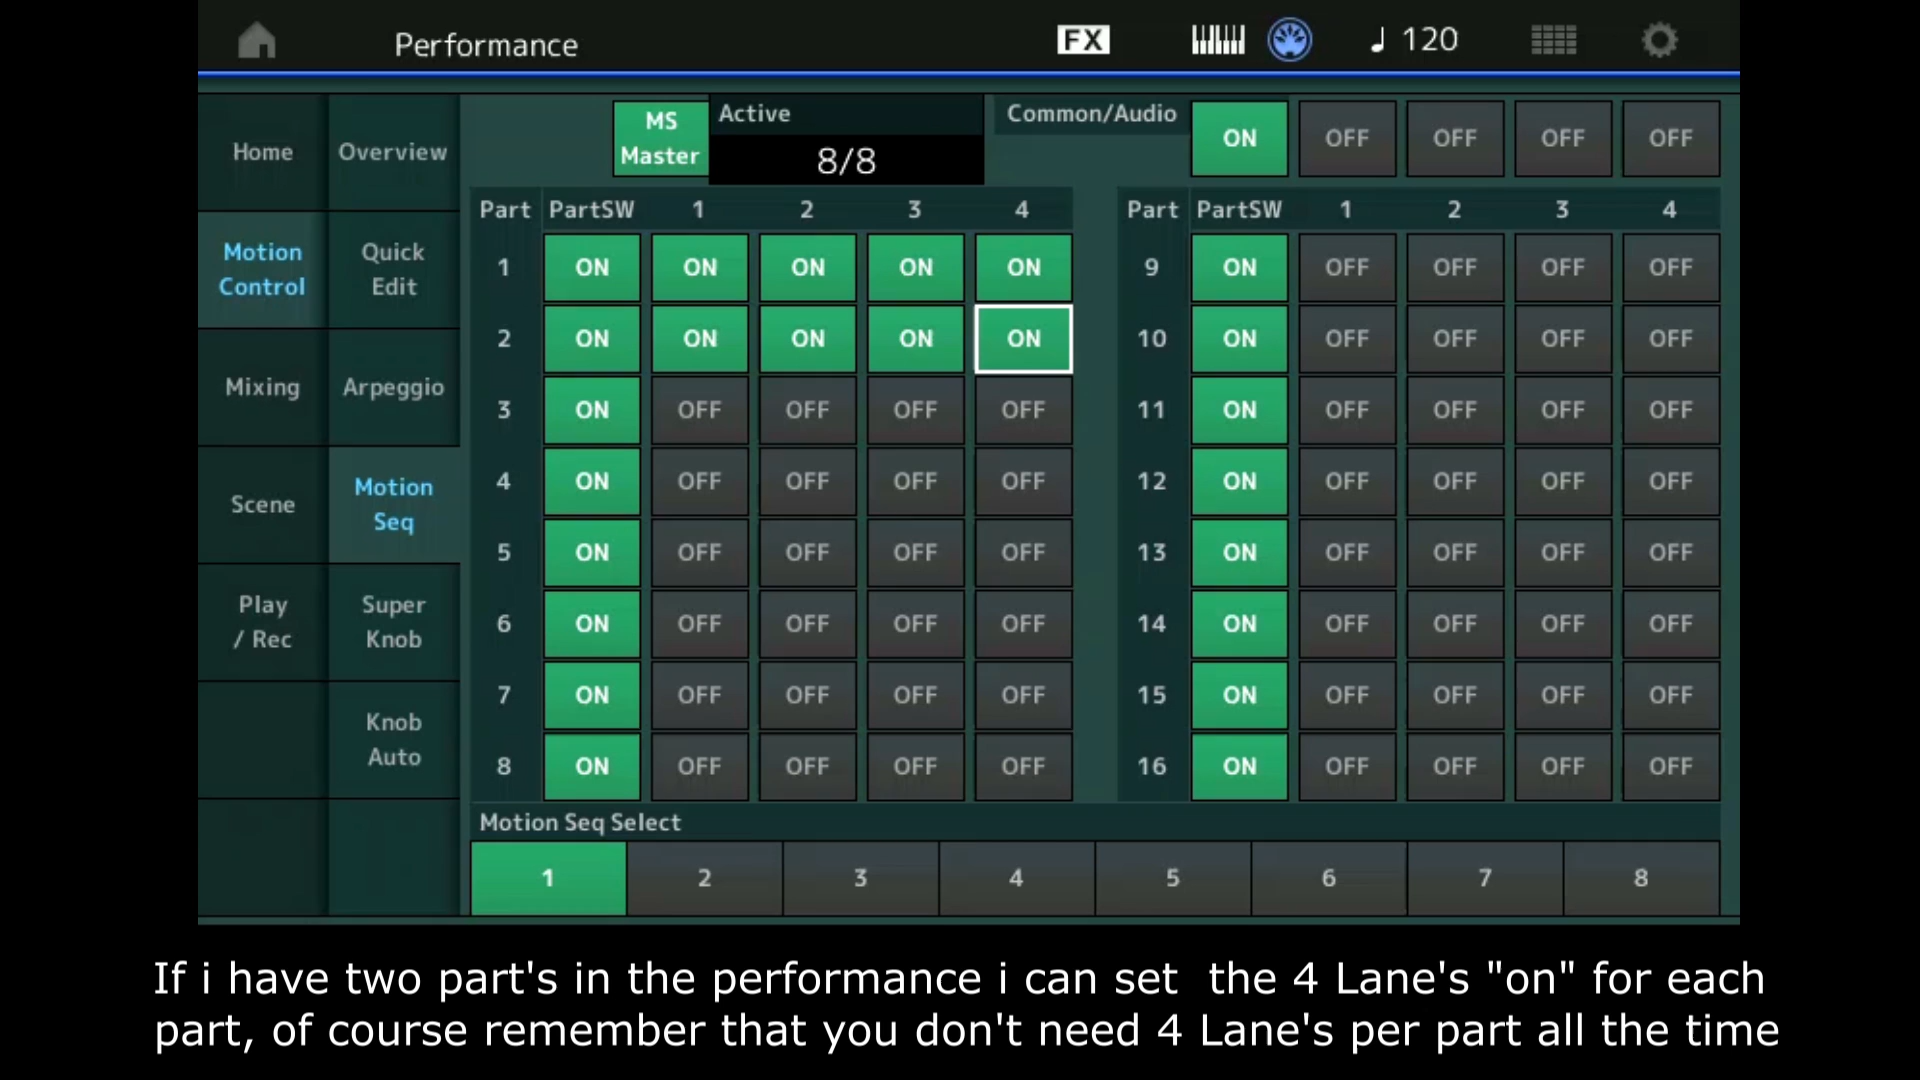 Performance FX 120
MS Master Active 8/8 Common/Audio ON OFF OFF OFF OFF
Home Overview
Motion Control Quick Edit
Mixing Arpeggio
Scene Motion Seq
Play / Rec Super Knob
Knob Auto
Part PartSW 1 2 3 4 Part PartSW 1 2 3 4
1 ON ON ON ON ON 9 ON OFF OFF OFF OFF
2 ON ON ON ON ON 10 ON OFF OFF OFF OFF
3 ON OFF OFF OFF OFF 11 ON OFF OFF OFF OFF
4 ON OFF OFF OFF OFF 12 ON OFF OFF OFF OFF
5 ON OFF OFF OFF OFF 13 ON OFF OFF OFF OFF
6 ON OFF OFF OFF OFF 14 ON OFF OFF OFF OFF
7 ON OFF OFF OFF OFF 15 ON OFF OFF OFF OFF
8 ON OFF OFF OFF OFF 16 ON OFF OFF OFF OFF
Motion Seq Select
1 2 3 4 5 6 7 8
If i have two part's in the performance i can set  the 4 Lane's "on" for each
part, of course remember that you don't need 4 Lane's per part all the time